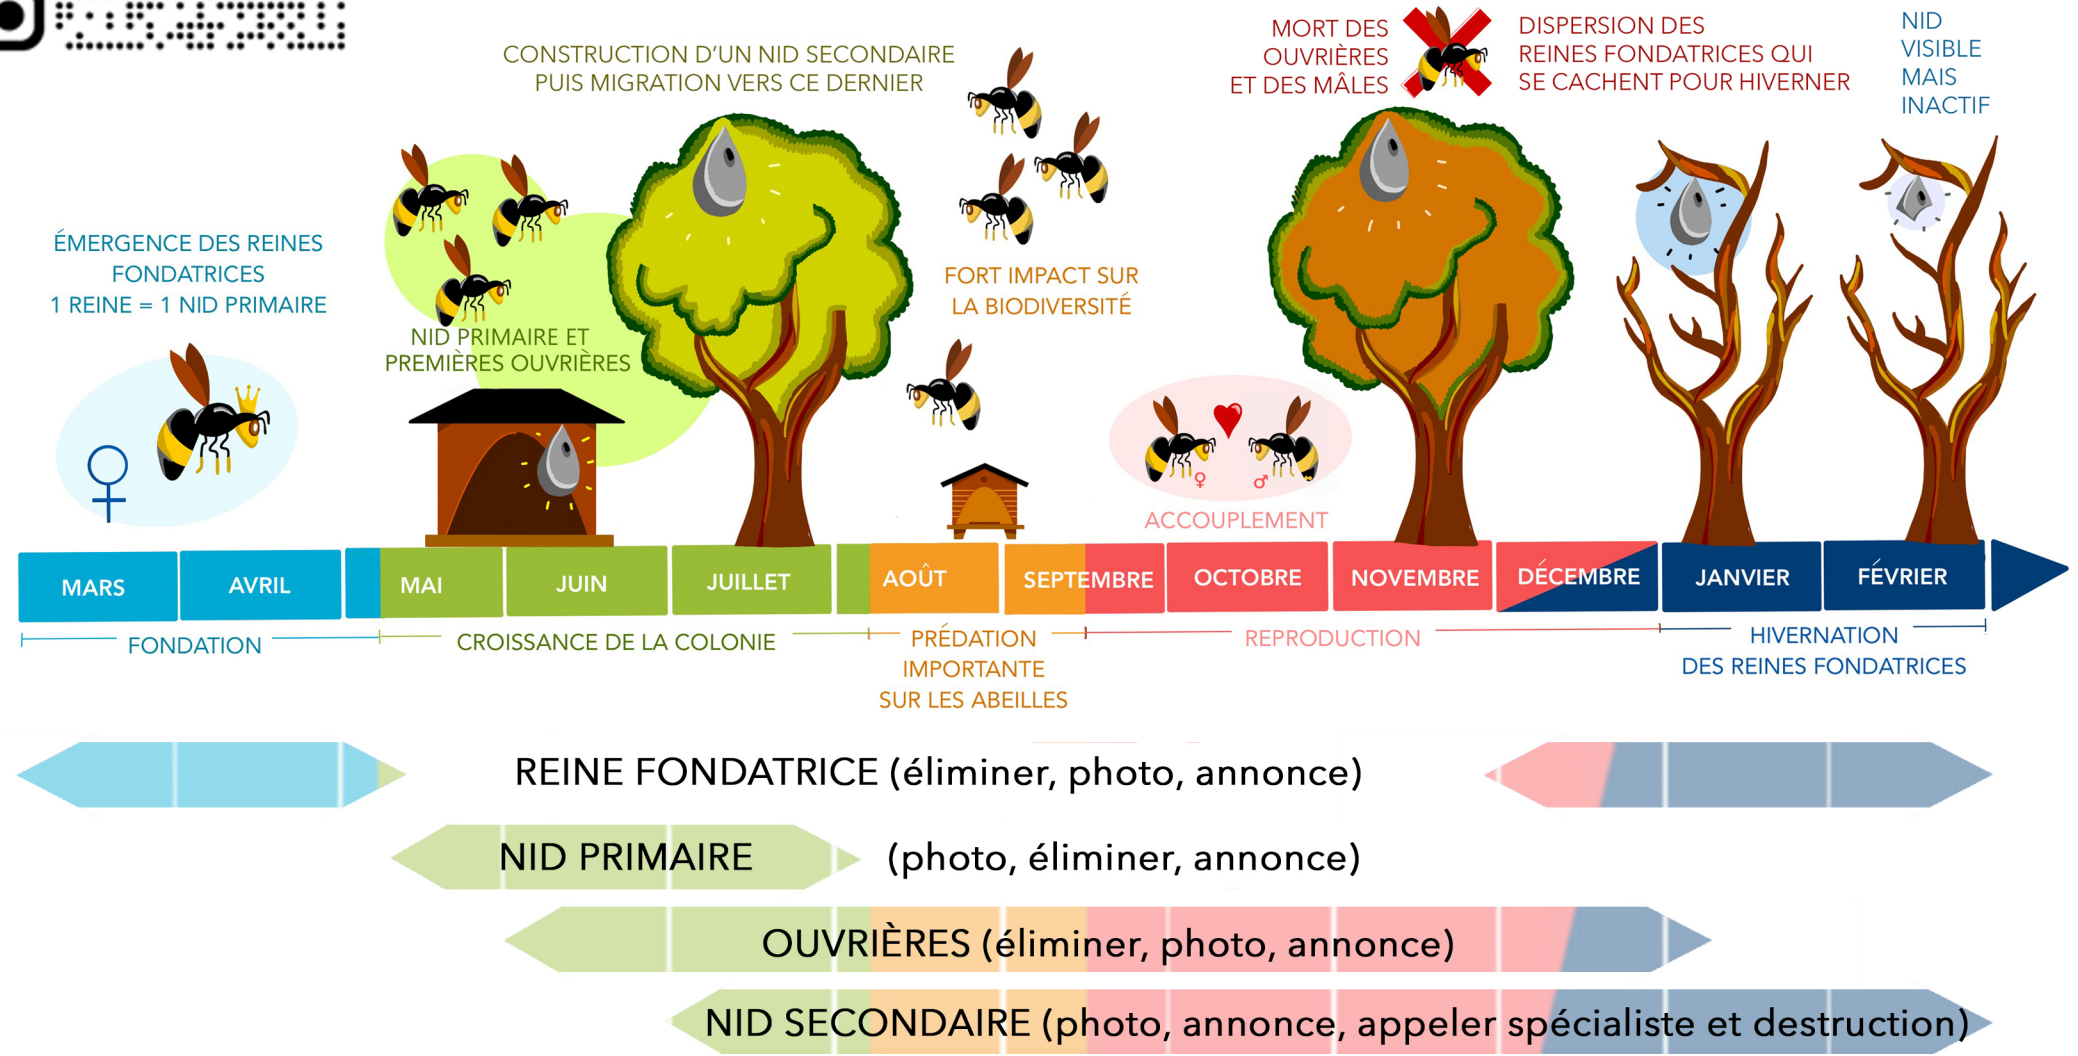 CONSTRUCTION D'UN NID SECONDAIRE
PUIS MIGRATION VERS CE DERNIER
MORT DES
OUVRIÈRES
ET DES MÂLES
DISPERSION DES
REINES FONDATRICES QUI
SE CACHENT POUR HIVERNER
NID
VISIBLE
MAIS
INACTIF
ÉMERGENCE DES REINES
FONDATRICES
1 REINE = 1 NID PRIMAIRE
NID PRIMAIRE ET
PREMIÈRES OUVRIÈRES
FORT IMPACT SUR
LA BIODIVERSITÉ
ACCOUPLEMENT
MARS
AVRIL
MAI
JUIN
JUILLET
AOÛT
SEPTEMBRE
OCTOBRE
NOVEMBRE
DÉCEMBRE
JANVIER
FÉVRIER
FONDATION
CROISSANCE DE LA COLONIE
PRÉDATION
IMPORTANTE
SUR LES ABEILLES
REPRODUCTION
HIVERNATION
DES REINES FONDATRICES
REINE FONDATRICE (éliminer, photo, annonce)
NID PRIMAIRE (photo, éliminer, annonce)
OUVRIÈRES (éliminer, photo, annonce)
NID SECONDAIRE (photo, annonce, appeler spécialiste et destruction)